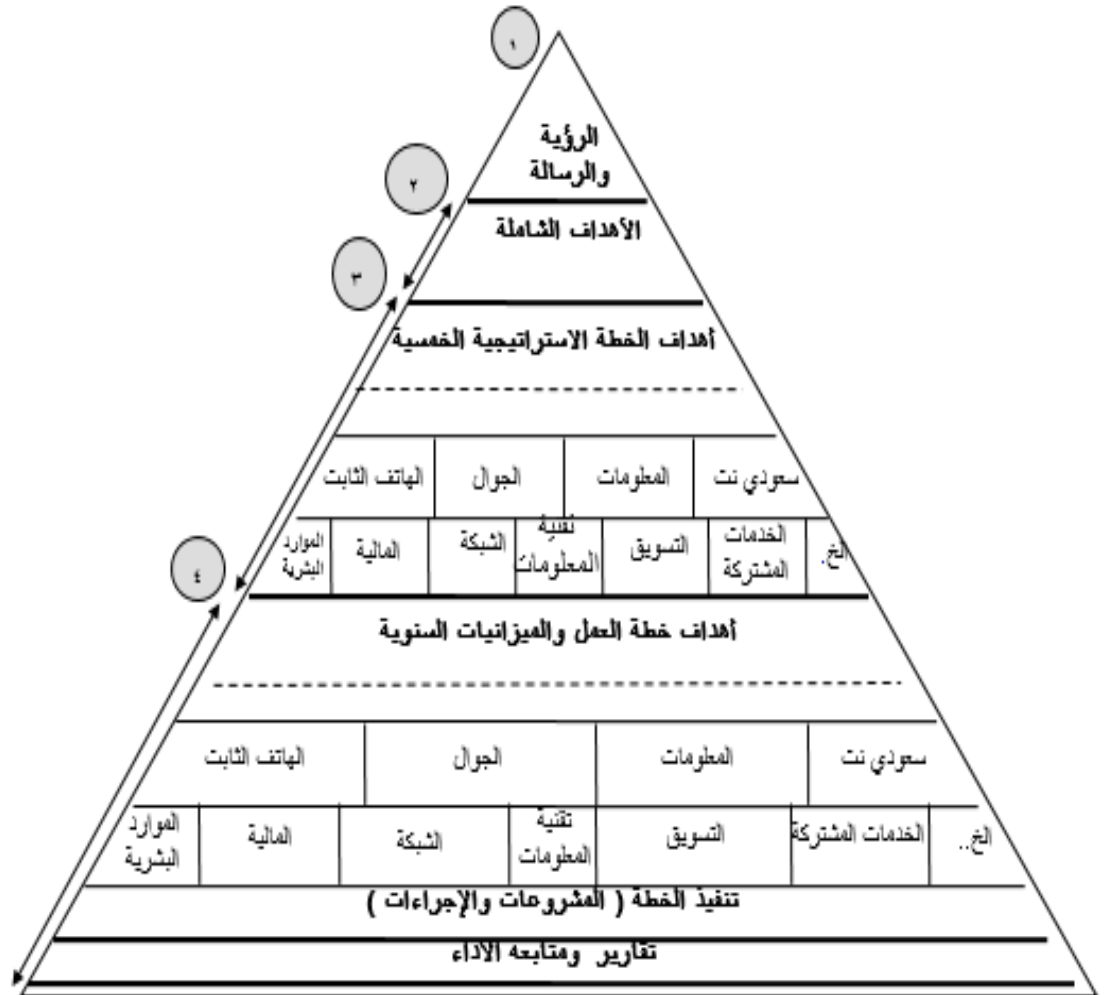 ١
الرؤية
والرسالة
٢
الأهداف الشاملة
٣
أهداف الخطة الاستراتيجية الخمسية
سعودي نت المعلومات الجوال الهاتف الثابت
الخ. الخدمات المشتركة التسويق تقنية المعلومات الشبكة المالية الموارد البشرية
٤
أهداف خطة العمل والميزانيات السنوية
سعودي نت المعلومات الجوال الهاتف الثابت
الخ.. الخدمات المشتركة التسويق تقنية المعلومات الشبكة المالية الموارد البشرية
تنفيذ الخطة ( المشروعات والإجراءات )
تقارير ومتابعه الاداء